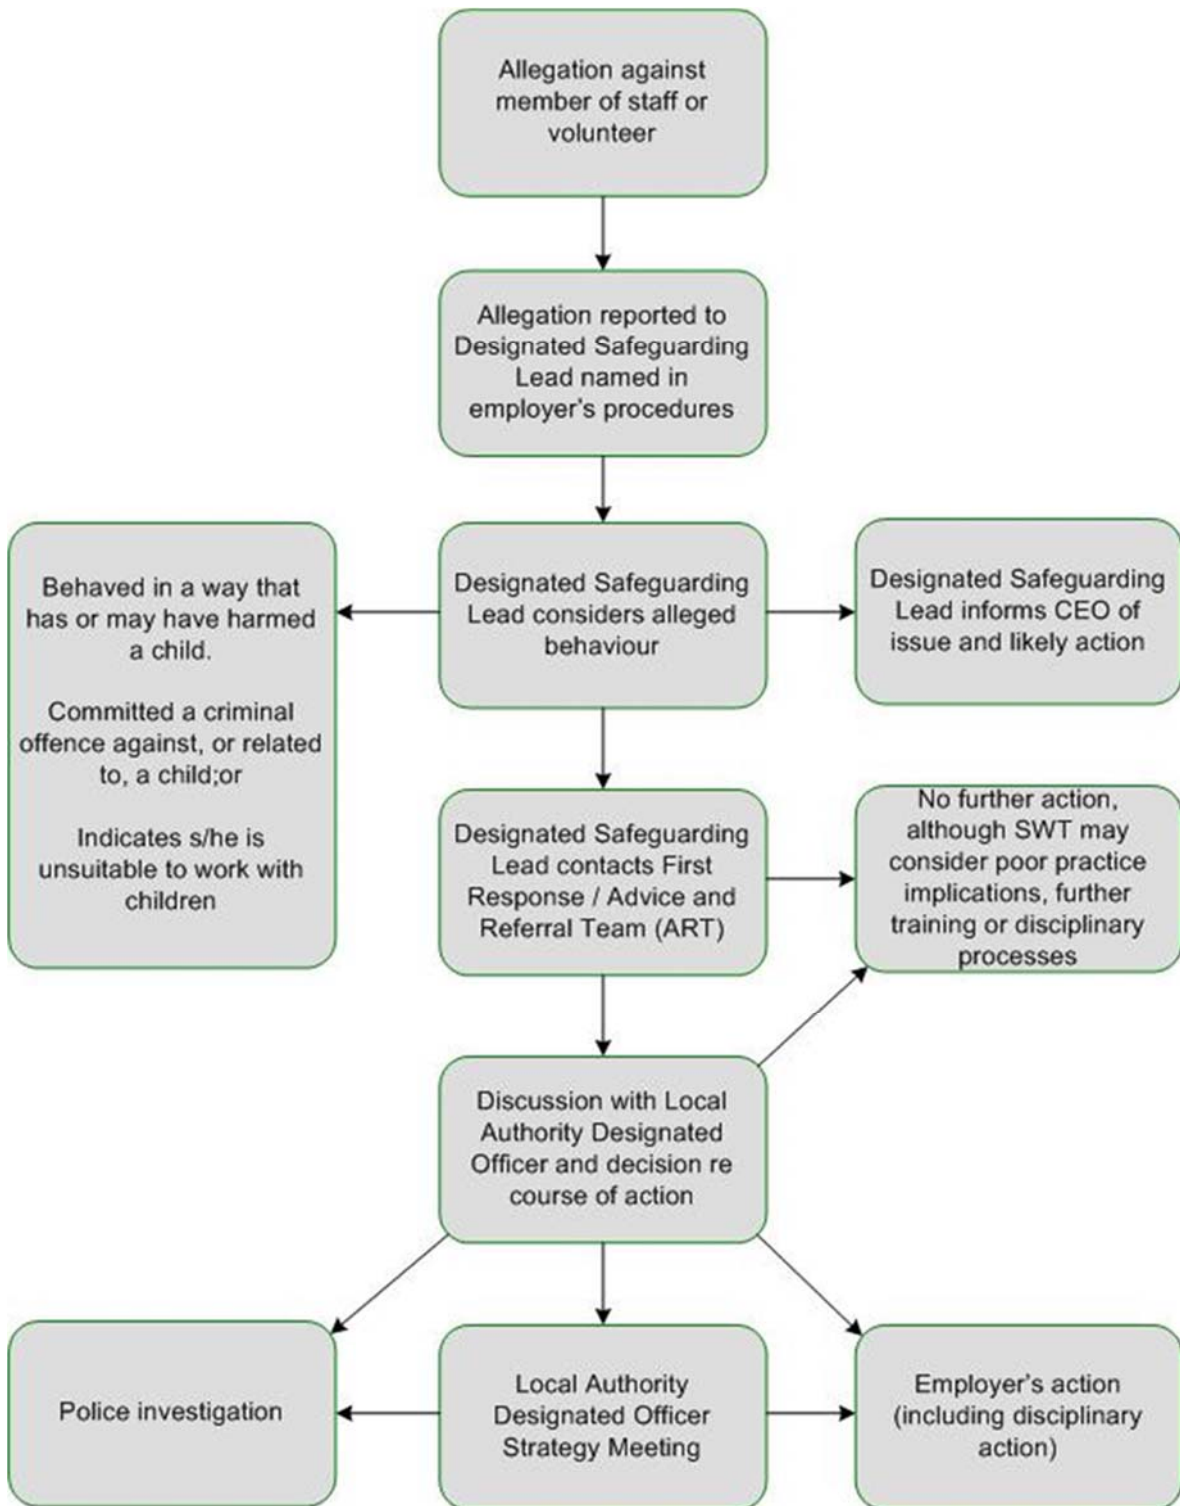 Allegation against
member of staff or
volunteer
Allegation reported to
Designated Safeguarding
Lead named in
employer's procedures
Behaved in a way that
has or may have harmed
a child.
Committed a criminal
offence against, or related
to, a child;or
Indicates s/he is
unsuitable to work with
children
Designated Safeguarding
Lead considers alleged
behaviour
Designated Safeguarding
Lead informs CEO of
issue and likely action
Designated Safeguarding
Lead contacts First
Response / Advice and
Referral Team (ART)
No further action,
although SWT may
consider poor practice
implications, further
training or disciplinary
processes
Discussion with Local
Authority Designated
Officer and decision re
course of action
Police investigation
Local Authority
Designated Officer
Strategy Meeting
Employer's action
(including disciplinary
action)